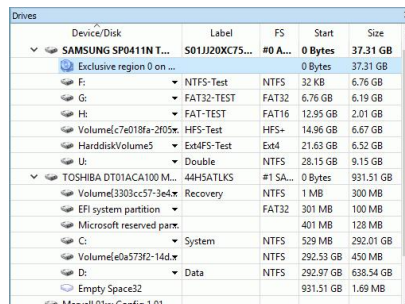 Drives
Device/Disk Label FS Start Size
SAMSUNG SP0411N T... S01JJ20XC75... #0 A... 0 Bytes 37.31 GB
Exclusive region 0 on ... 0 Bytes 37.31 GB
F: NTFS-Test NTFS 32 KB 6.76 GB
G: FAT32-TEST FAT32 6.76 GB 6.19 GB
H: FAT-TEST FAT16 12.95 GB 2.01 GB
Volume{c7e018fa-2f05... HFS-Test HFS+ 14.96 GB 6.67 GB
HarddiskVolume5 Ext4FS-Test Ext4 21.63 GB 6.52 GB
U: Double NTFS 28.15 GB 9.15 GB
TOSHIBA DT01ACA100 M... 44H5ATLKS #1 SA... 0 Bytes 931.51 GB
Volume{3303cc57-3e4... Recovery NTFS 1 MB 300 MB
EFI system partition FAT32 301 MB 100 MB
Microsoft reserved par... 401 MB 128 MB
C: System NTFS 529 MB 292.01 GB
Volume{e0a573f2-14d... NTFS 292.53 GB 450 MB
D: Data NTFS 292.97 GB 638.54 GB
Empty Space32 931.51 GB 1.69 MB